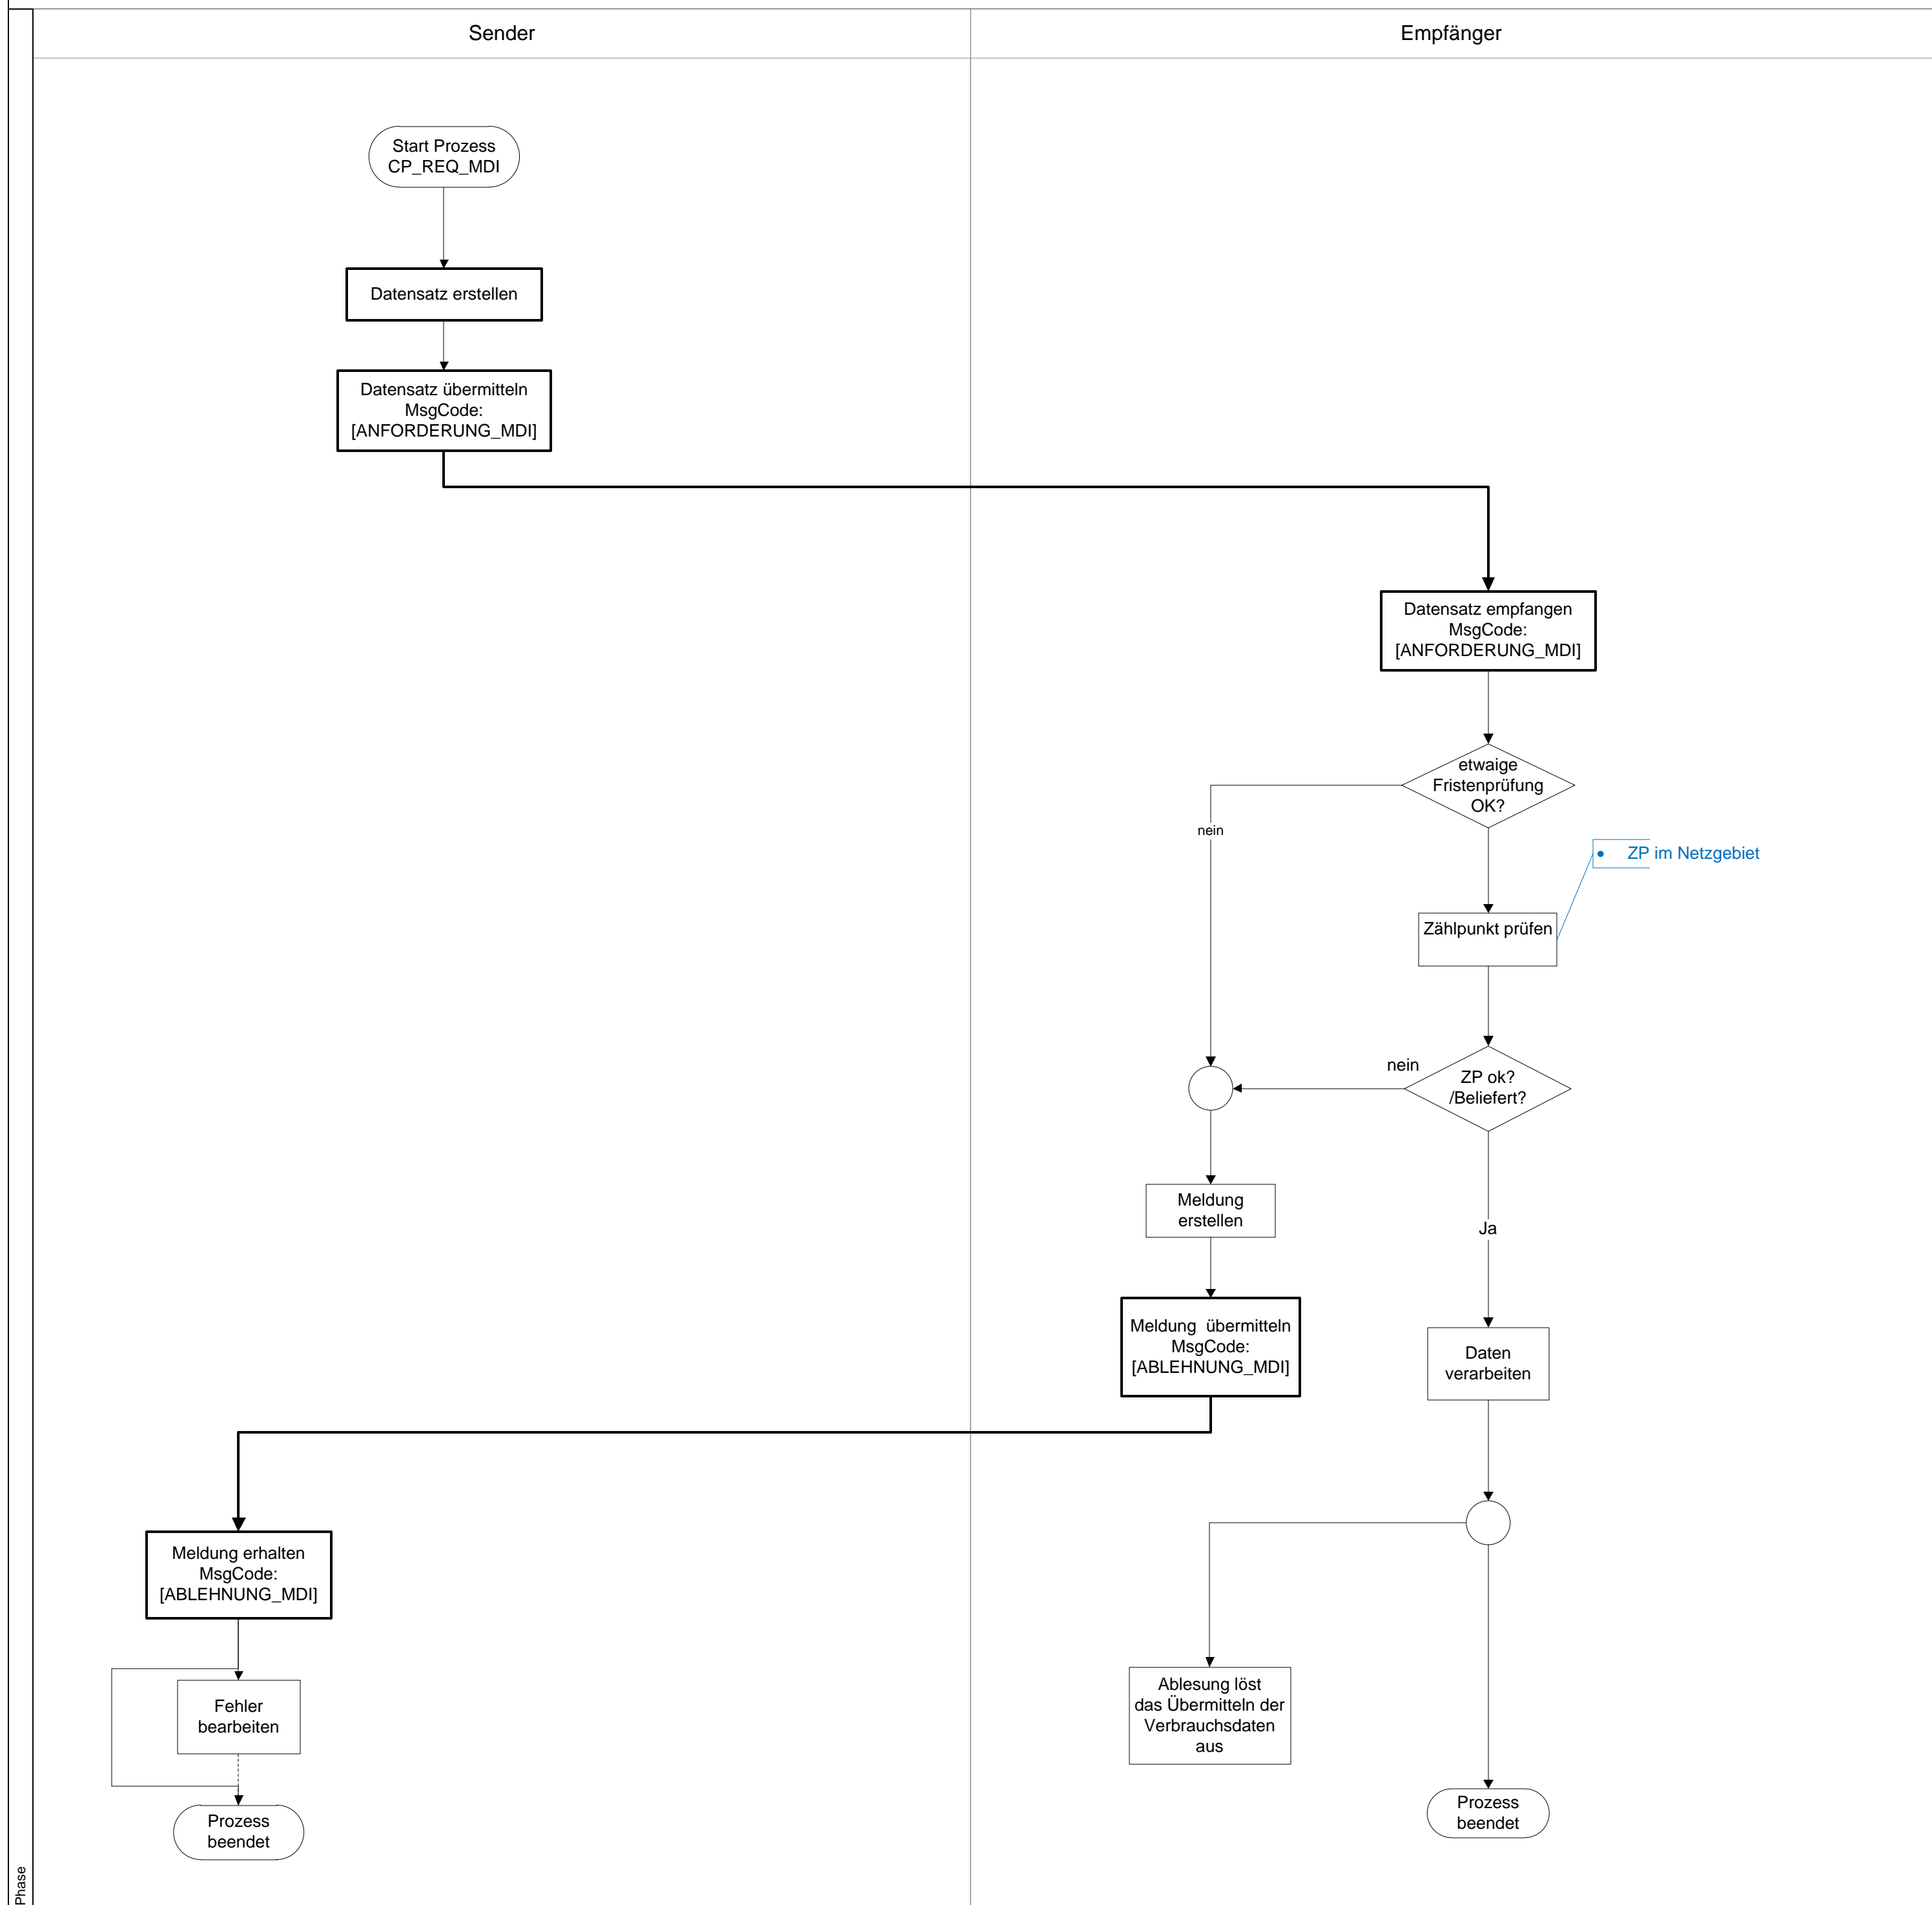 Sender
Empfänger
Start Prozess
CP_REQ_MDI
Datensatz erstellen
Datensatz übermitteln
MsgCode:
[ANFORDERUNG_MDI]
Datensatz empfangen
MsgCode:
[ANFORDERUNG_MDI]
etwaige
Fristenprüfung
OK?
nein
ZP im Netzgebiet
Zählpunkt prüfen
nein
ZP ok?
/Beliefert?
Meldung
erstellen
Ja
Meldung übermitteln
MsgCode:
[ABLEHNUNG_MDI]
Daten
verarbeiten
Meldung erhalten
MsgCode:
[ABLEHNUNG_MDI]
Fehler
bearbeiten
Ablesung löst
das Übermitteln der
Verbrauchsdaten
aus
Prozess
beendet
Prozess
beendet
Phase